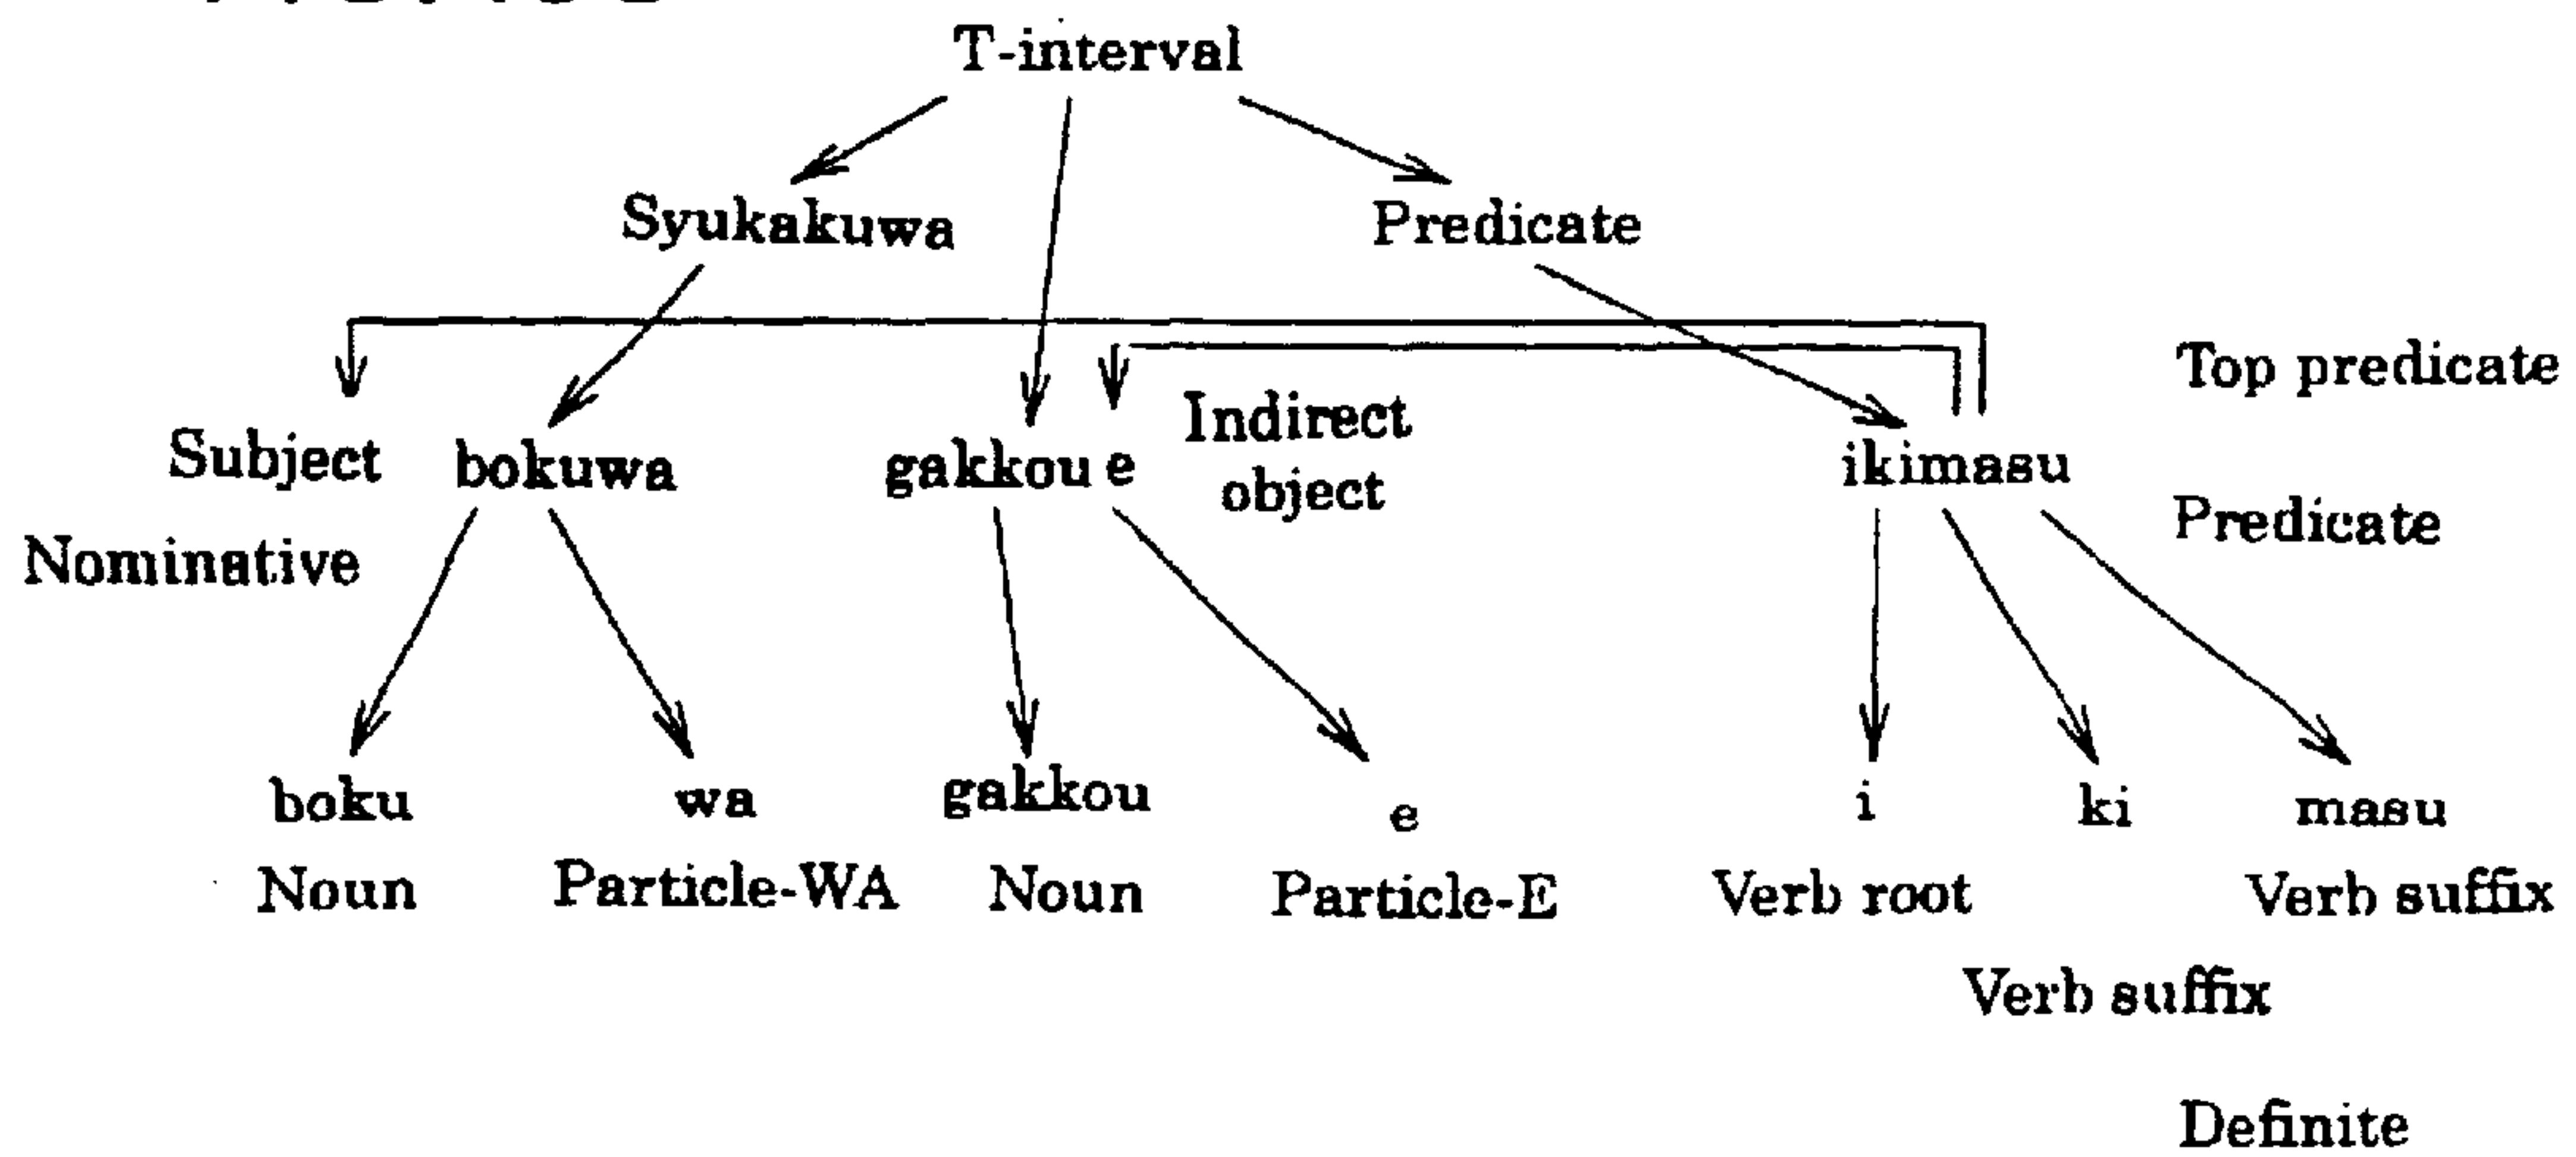 T-interval
Syukakuwa Predicate
Top predicate
Indirect
Subject bokuwa gakkou e object ikimasu
Predicate
Nominative
boku wa gakkou e i ki masu
Noun Particle-WA Noun Particle-E Verb root Verb suffix
Verb suffix
Definite